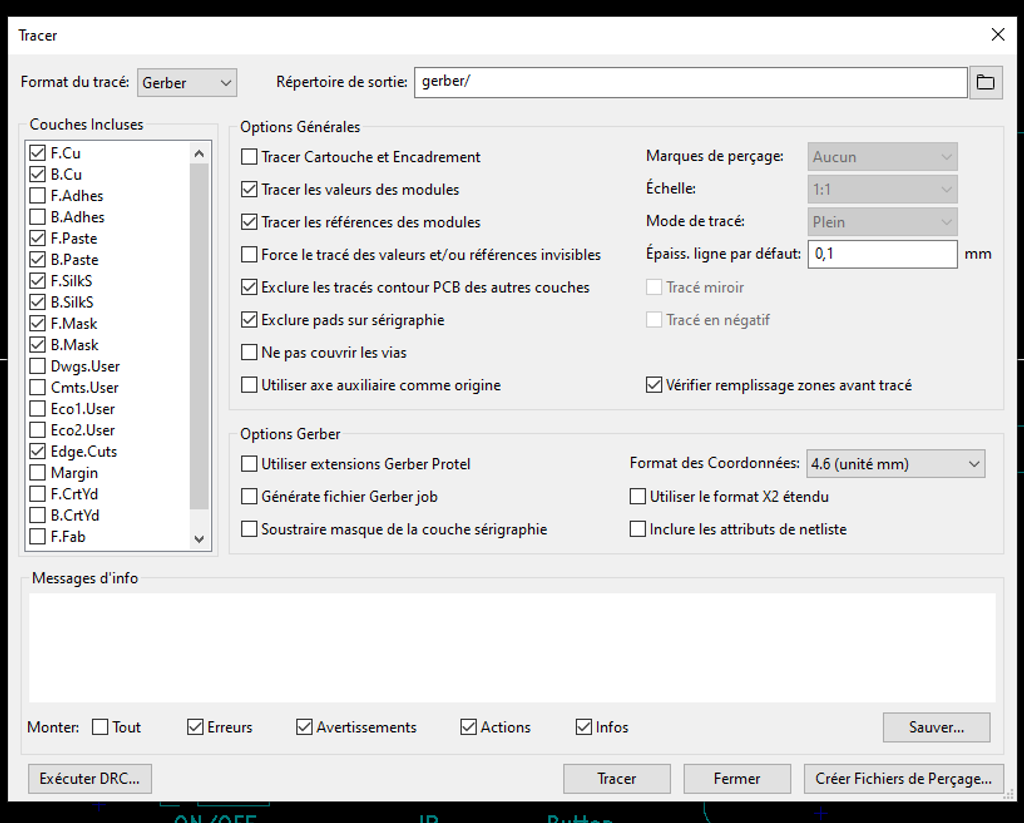 Tracer
Format du tracé: Gerber Répertoire de sortie: gerber/
Couches Incluses
F.Cu
B.Cu
F.Adhes
B.Adhes
F.Paste
B.Paste
F.SilkS
B.SilkS
F.Mask
B.Mask
Dwgs.User
Cmts.User
Eco1.User
Eco2.User
Edge.Cuts
Margin
F.CrtYd
B.CrtYd
F.Fab
Options Générales
Tracer Cartouche et Encadrement
Tracer les valeurs des modules
Tracer les références des modules
Force le tracé des valeurs et/ou références invisibles
Exclure les tracés contour PCB des autres couches
Exclure pads sur sérigraphie
Ne pas couvrir les vias
Utiliser axe auxiliaire comme origine
Marques de perçage: Aucun
Échelle: 1:1
Mode de tracé: Plein
Épaiss. ligne par défaut: 0,1 mm
Tracé miroir
Tracé en négatif
Vérifier remplissage zones avant tracé
Options Gerber
Utiliser extensions Gerber Protel
Générate fichier Gerber job
Soustraire masque de la couche sérigraphie
Format des Coordonnées: 4.6 (unité mm)
Utiliser le format X2 étendu
Inclure les attributs de netliste
Messages d'info
Monter: Tout Erreurs Avertissements Actions Infos Sauver...
Exécuter DRC... Tracer Fermer Créer Fichiers de Perçage...
ON/OFF Button